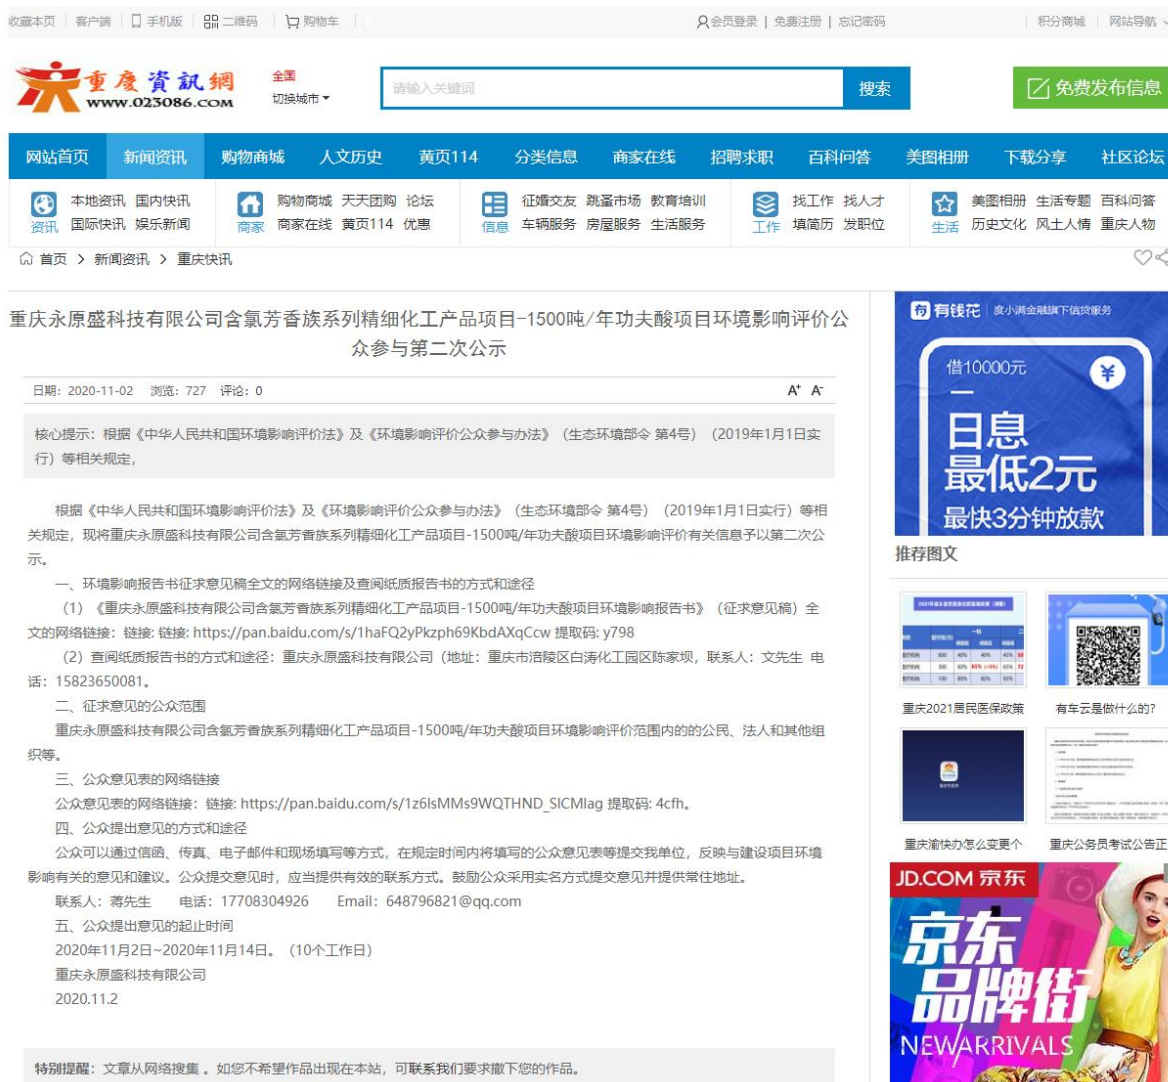 收藏本页 客户端 手机版 二维码 购物车 会员登录 | 免费注册 | 忘记密码 积分商城 网站导航
重慶資訊網
www.023086.com
全国
切换城市
请输入关键词
搜索
免费发布信息
网站首页 新闻资讯 购物商城 人文历史 黄页114 分类信息 商家在线 招聘求职 百科问答 美图相册 下载分享 社区论坛
资讯 本地资讯 国内快讯
国际快讯 娱乐新闻
商家 购物商城 天天团购 论坛
商家在线 黄页114 优惠
信息 征婚交友 跳蚤市场 教育培训
车辆服务 房屋服务 生活服务
工作 找工作 找人才
填简历 发职位
生活 美图相册 生活专题 百科问答
历史文化 风土人情 重庆人物
首页 > 新闻资讯 > 重庆快讯
重庆永原盛科技有限公司含氯芳香族系列精细化工产品项目-1500吨/年功夫酸项目环境影响评价公
众参与第二次公示
日期：2020-11-02 浏览：727 评论：0 A+ A-
核心提示：根据《中华人民共和国环境影响评价法》及《环境影响评价公众参与办法》（生态环境部令 第4号）（2019年1月1日实
行）等相关规定，
根据《中华人民共和国环境影响评价法》及《环境影响评价公众参与办法》（生态环境部令 第4号）（2019年1月1日实行）等相
关规定，现将重庆永原盛科技有限公司含氯芳香族系列精细化工产品项目-1500吨/年功夫酸项目环境影响评价有关信息予以第二次公
示。
一、环境影响报告书征求意见稿全文的网络链接及查阅纸质报告书的方式和途径
（1）《重庆永原盛科技有限公司含氯芳香族系列精细化工产品项目-1500吨/年功夫酸项目环境影响报告书》（征求意见稿）全
文的网络链接：链接: 链接: https://pan.baidu.com/s/1haFQ2yPkzph69KbdAXqCcw 提取码: y798
（2）查阅纸质报告书的方式和途径：重庆永原盛科技有限公司（地址：重庆市涪陵区白涛化工园区陈家坝，联系人：文先生 电
话：15823650081。
二、征求意见的公众范围
重庆永原盛科技有限公司含氯芳香族系列精细化工产品项目-1500吨/年功夫酸项目环境影响评价范围内的的公民、法人和其他组
织等。
三、公众意见表的网络链接
公众意见表的网络链接：链接: https://pan.baidu.com/s/1z6lsMMs9WQTHND_SlCMlag 提取码: 4cfh。
四、公众提出意见的方式和途径
公众可以通过信函、传真、电子邮件和现场填写等方式，在规定时间内将填写的公众意见表等提交我单位，反映与建设项目环境
影响有关的意见和建议。公众提交意见时，应当提供有效的联系方式。鼓励公众采用实名方式提交意见并提供常住地址。
联系人：蒋先生 电话：17708304926 Email：648796821@qq.com
五、公众提出意见的起止时间
2020年11月2日~2020年11月14日。（10个工作日）
重庆永原盛科技有限公司
2020.11.2
特别提醒：文章从网络搜集 。如您不希望作品出现在本站，可联系我们要求撤下您的作品。
有钱花 度小满金融旗下信贷服务
借10000元
¥
日息
最低2元
最快3分钟放款
推荐图文
重庆2021居民医保政策 有车云是做什么的?
重庆渝快办怎么变更个 重庆公务员考试公告正
JD.COM 京东
京东
品牌街
NEW/ARRIVALS